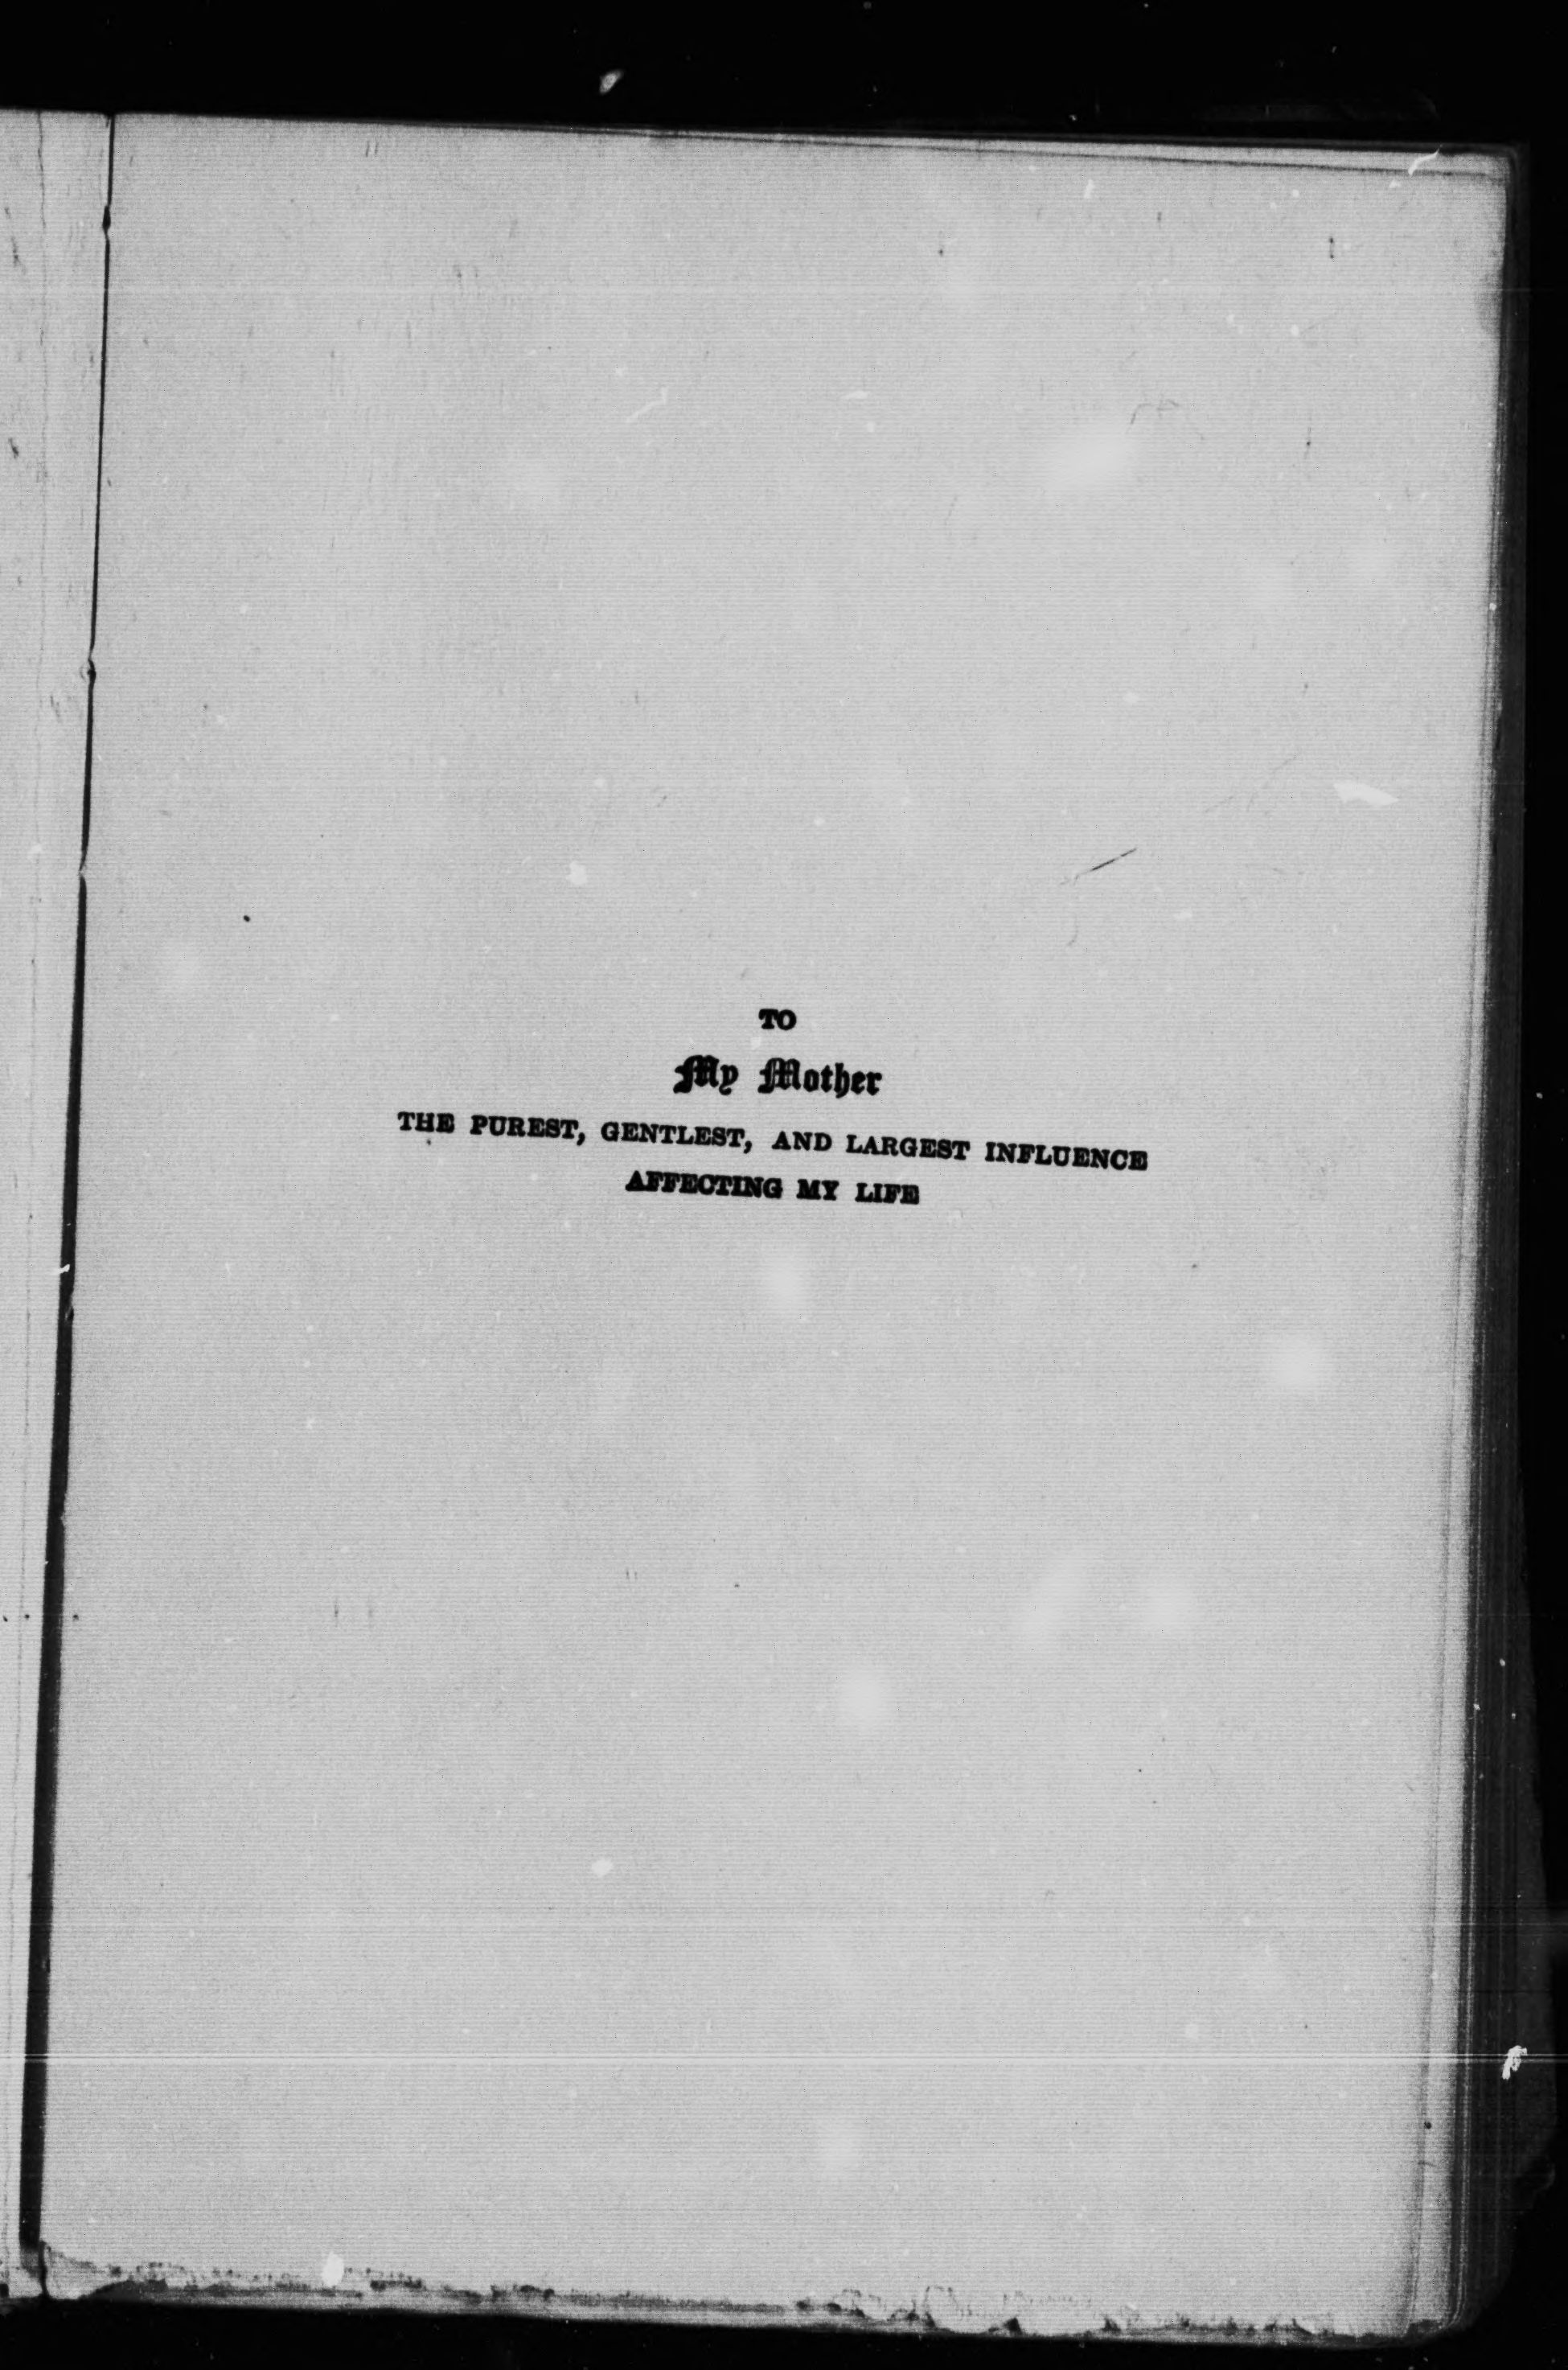 TO
My Mother
THE PUREST, GENTLEST, AND LARGEST INFLUENCE
AFFECTING MY LIFE